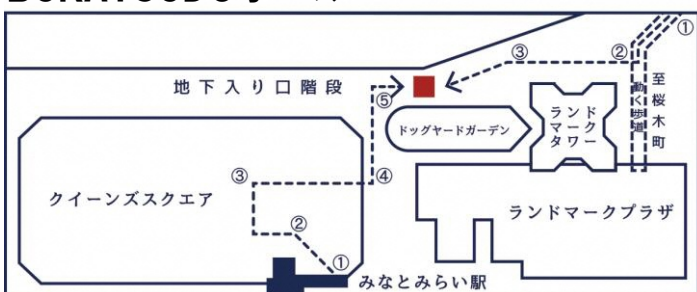 ①
②
③
至桜木町
動く歩道
地下入り口階段
⑤
ランド
マーク
タワー
ドッグヤードガーデン
③
④
クイーンズスクエア
ランドマークプラザ
②
①
みなとみらい駅